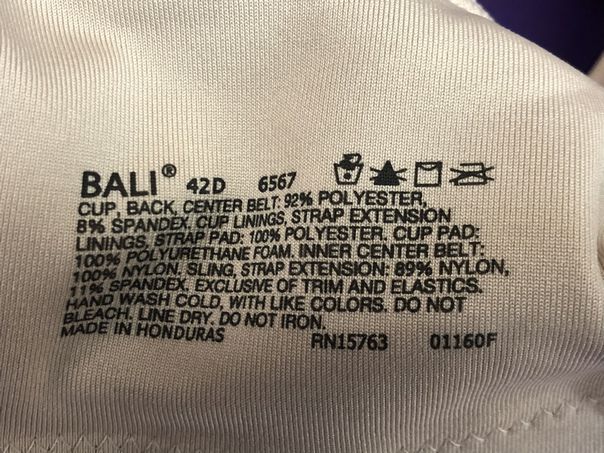 BALI® 42D 6567
CUP, BACK, CENTER BELT: 92% POLYESTER,
8% SPANDEX, CUP LININGS, STRAP EXTENSION
LININGS, STRAP PAD: 100% POLYESTER, CUP PAD:
100% POLYURETHANE FOAM. INNER CENTER BELT:
100% NYLON, SLING, STRAP EXTENSION: 89% NYLON,
11% SPANDEX. EXCLUSIVE OF TRIM AND ELASTICS.
HAND WASH COLD, WITH LIKE COLORS. DO NOT
BLEACH. LINE DRY. DO NOT IRON.
MADE IN HONDURAS RN15763 01160F